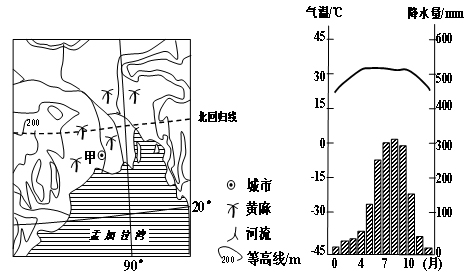 气温/℃
降水量/mm
45
30
15
0
-15
-30
-45
600
500
400
300
200
100
0
0 4 7 10 (月)
200
北回归线
甲
孟加拉湾
20°
90°
城市
黄麻
河流
200 等高线/m